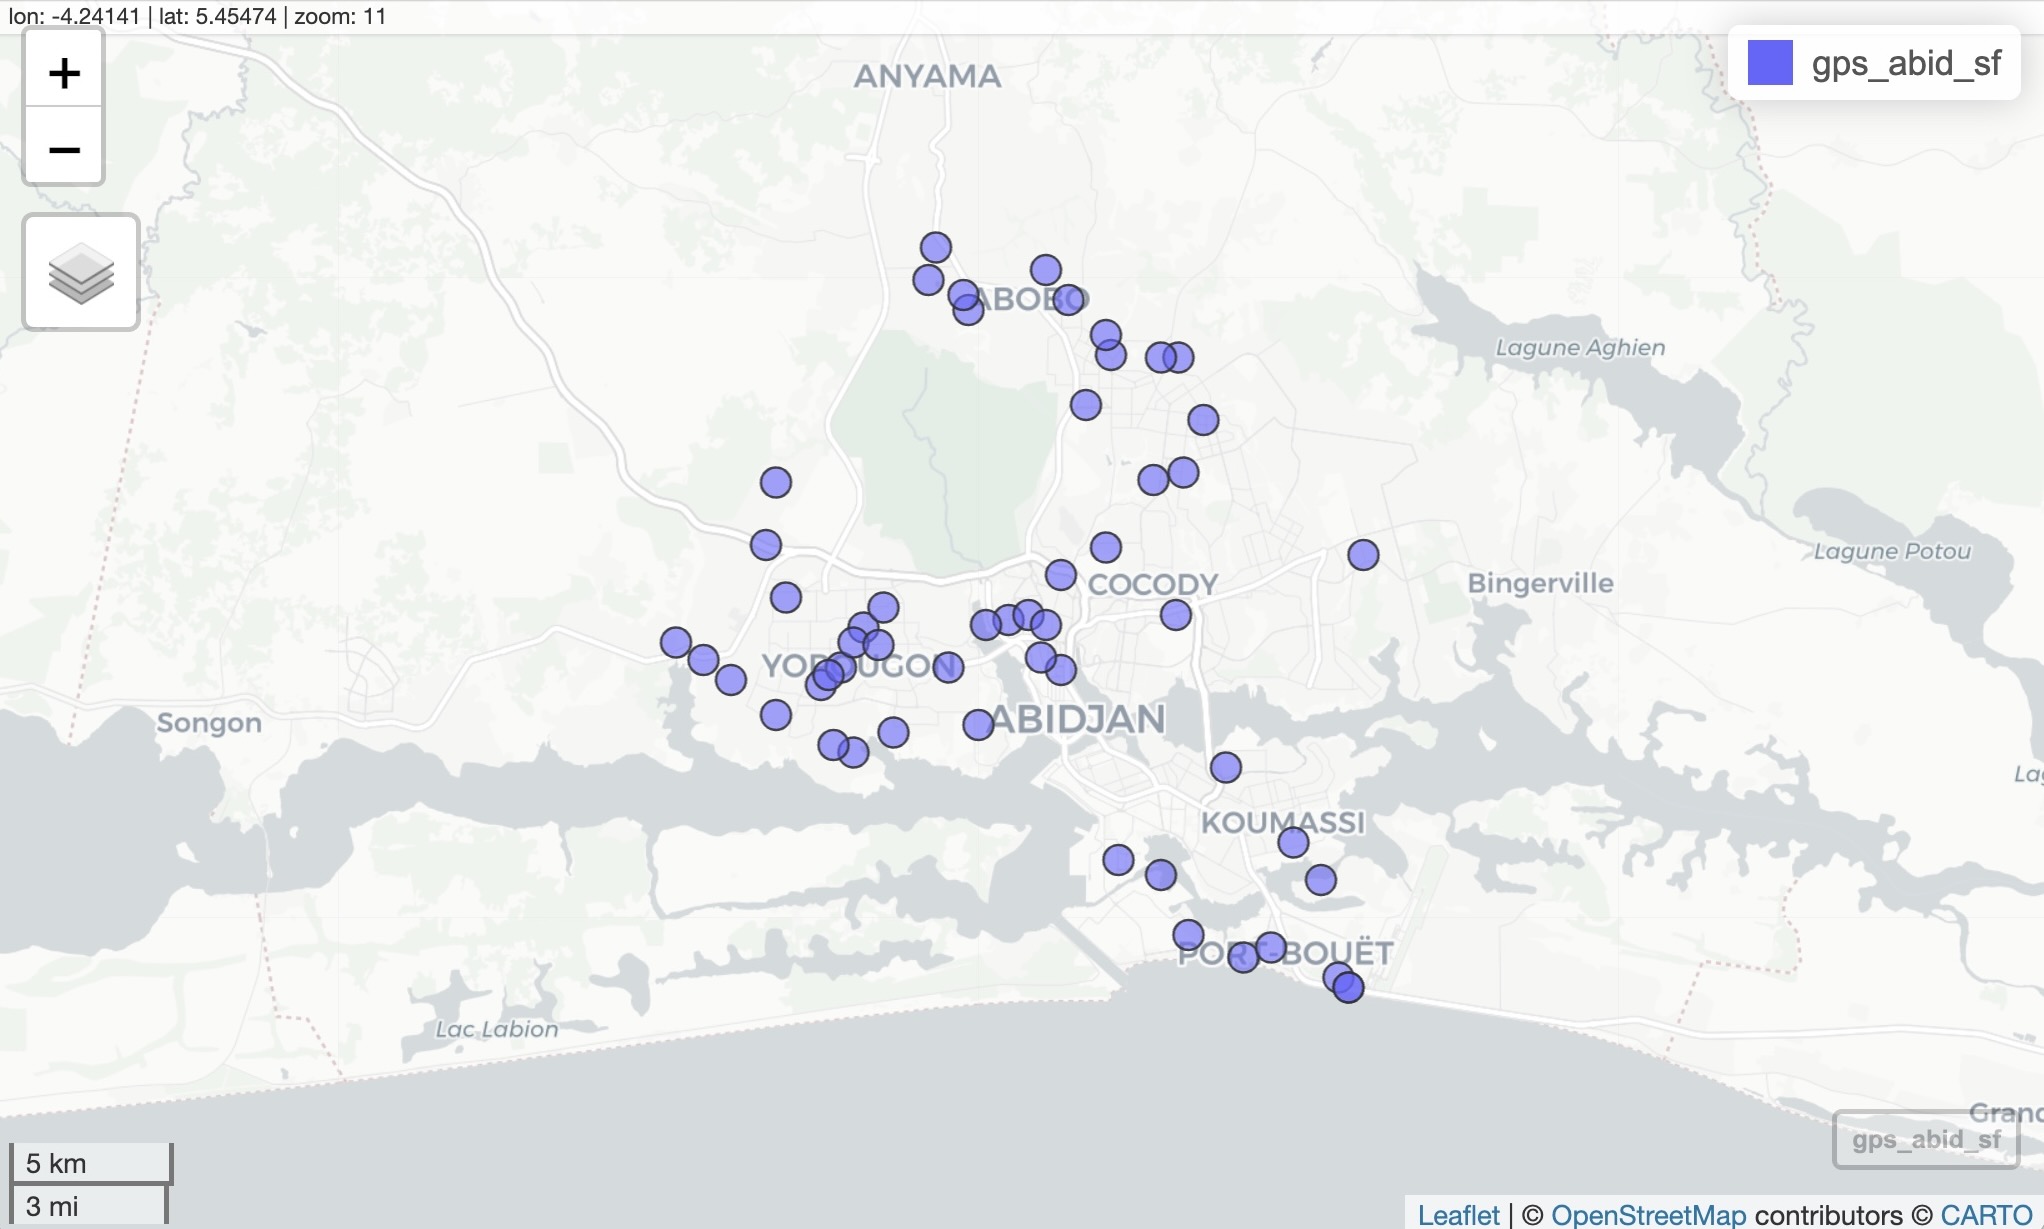 lon: -4.24141 | lat: 5.45474 | zoom: 11
+
−
gps_abid_sf
ANYAMA
ABOBO
Lagune Aghien
Lagune Potou
COCODY
Bingerville
YOPOUGON
Songon
ABIDJAN
KOUMASSI
PORT-BOUËT
Lac Labion
Lag
Grand
gps_abid_sf
5 km
3 mi
Leaflet | © OpenStreetMap contributors © CARTO